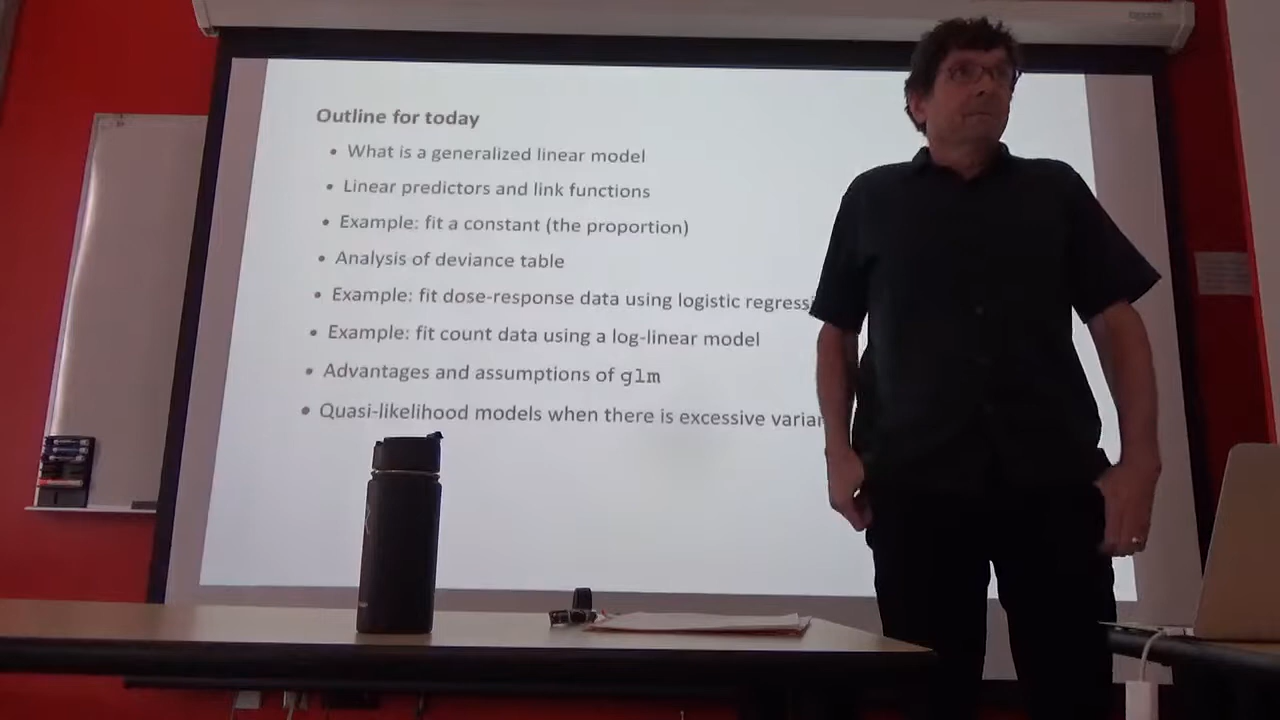 Outline for today
• What is a generalized linear model
• Linear predictors and link functions
• Example: fit a constant (the proportion)
• Analysis of deviance table
• Example: fit dose-response data using logistic regressi
• Example: fit count data using a log-linear model
• Advantages and assumptions of glm
• Quasi-likelihood models when there is excessive varian